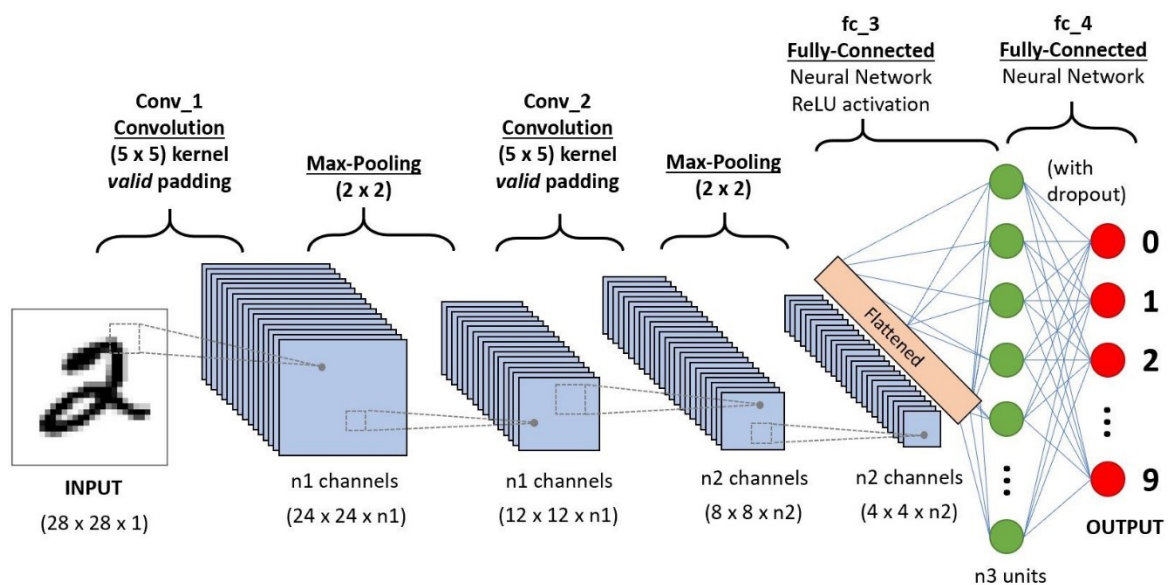 Conv_1
Convolution
(5 x 5) kernel
valid padding
Max-Pooling
(2 x 2)
Conv_2
Convolution
(5 x 5) kernel
valid padding
Max-Pooling
(2 x 2)
fc_3
Fully-Connected
Neural Network
ReLU activation
fc_4
Fully-Connected
Neural Network
(with
dropout)
Flattened
0
1
2
9
2
INPUT
(28 x 28 x 1)
n1 channels
(24 x 24 x n1)
n1 channels
(12 x 12 x n1)
n2 channels
(8 x 8 x n2)
n2 channels
(4 x 4 x n2)
n3 units
OUTPUT